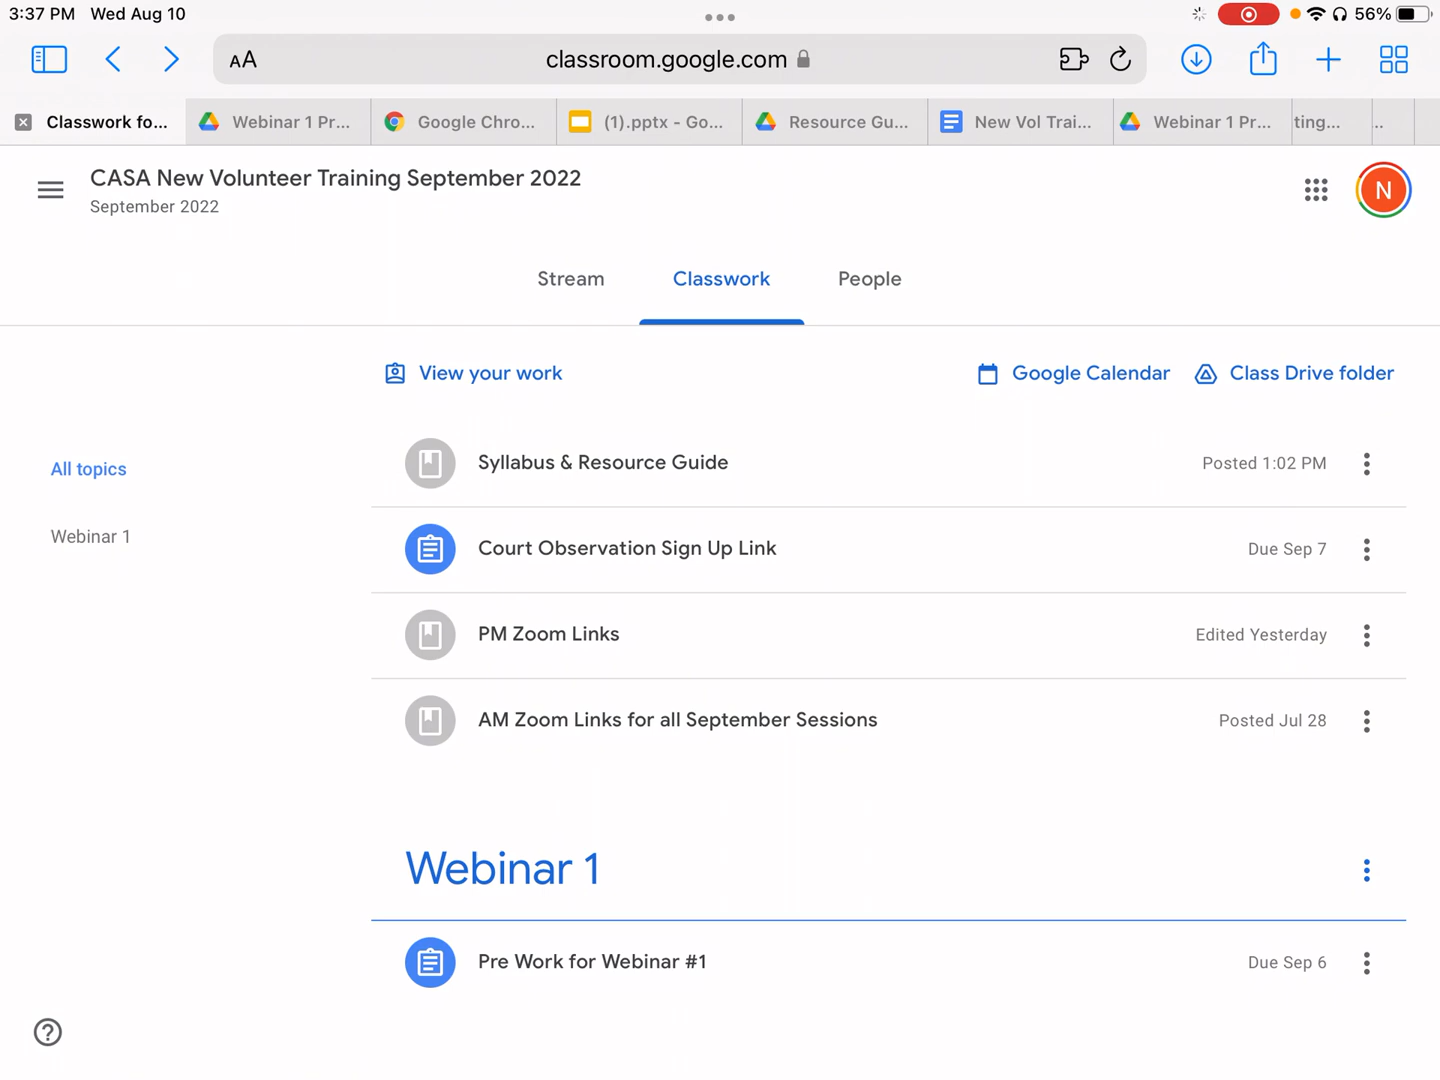 3:37 PM Wed Aug 10
56%
AA
classroom.google.com
Classwork fo...
Webinar 1 Pr...
Google Chro...
(1).pptx - Go...
Resource Gu...
New Vol Trai...
Webinar 1 Pr...
ting...
..
CASA New Volunteer Training September 2022
September 2022
N
Stream
Classwork
People
View your work
Google Calendar
Class Drive folder
All topics
Webinar 1
Syllabus & Resource Guide
Posted 1:02 PM
Court Observation Sign Up Link
Due Sep 7
PM Zoom Links
Edited Yesterday
AM Zoom Links for all September Sessions
Posted Jul 28
Webinar 1
Pre Work for Webinar #1
Due Sep 6